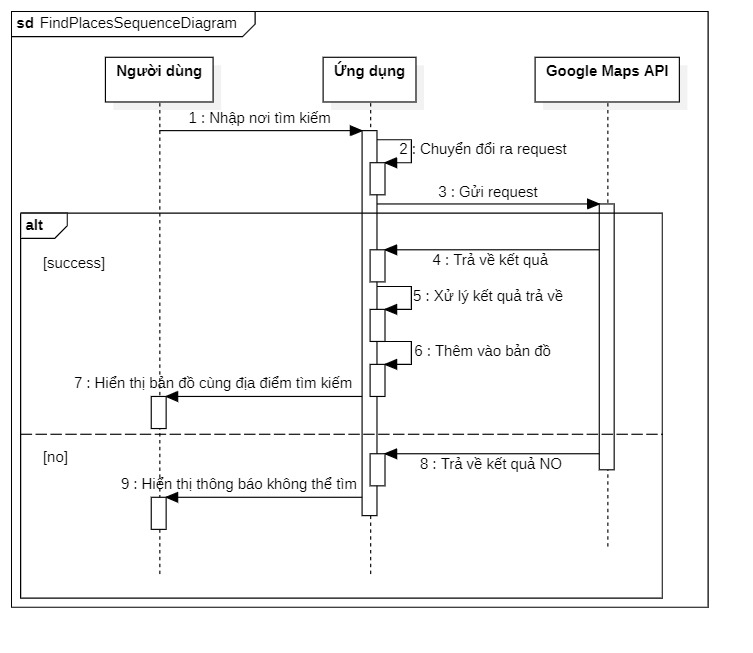 sd FindPlacesSequenceDiagram
Người dùng
Ứng dụng
Google Maps API
1 : Nhập nơi tìm kiếm
2 : Chuyển đổi ra request
3 : Gửi request
alt
[success]
4 : Trả về kết quả
5 : Xử lý kết quả trả về
6 : Thêm vào bản đồ
7 : Hiển thị bản đồ cùng địa điểm tìm kiếm
[no]
8 : Trả về kết quả NO
9 : Hiển thị thông báo không thể tìm